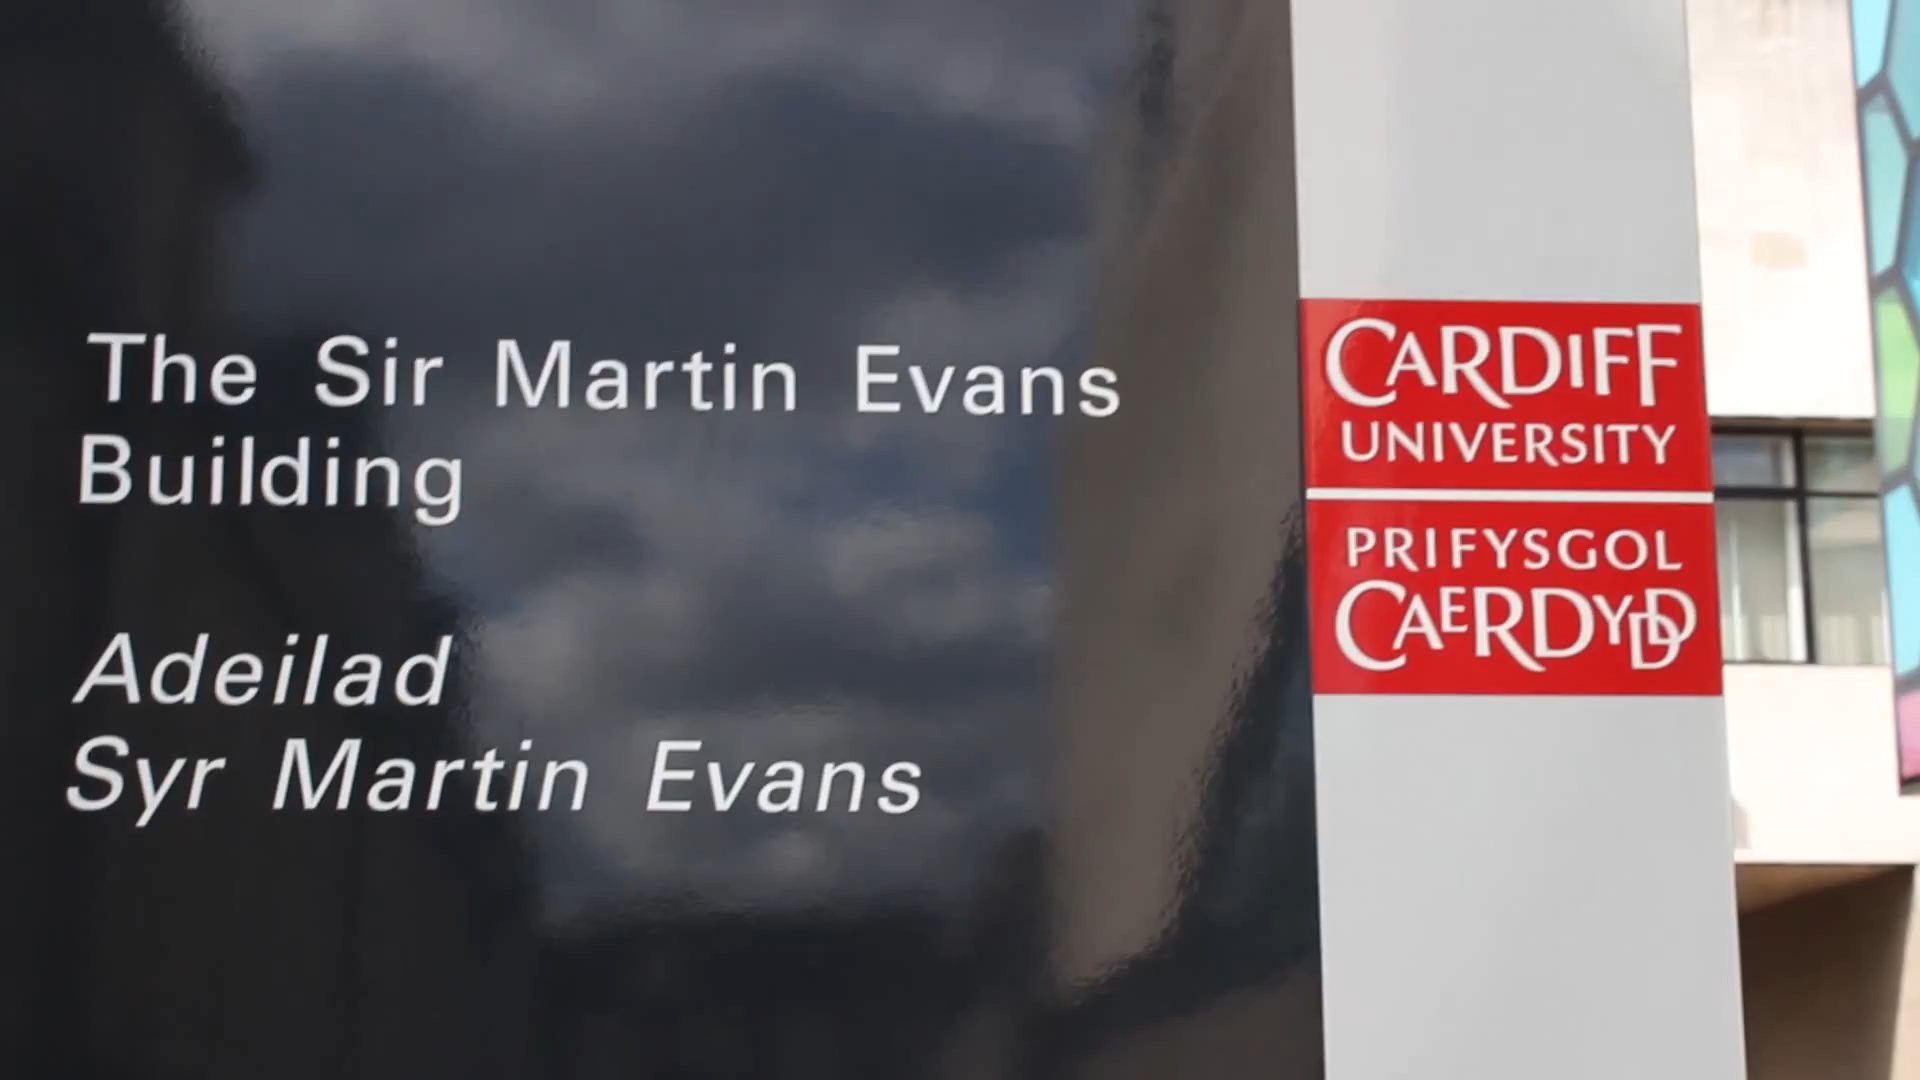 The Sir Martin Evans
Building
Adeilad
Syr Martin Evans
CARDIFF
UNIVERSITY
PRIFYSGOL
CAERDYDD